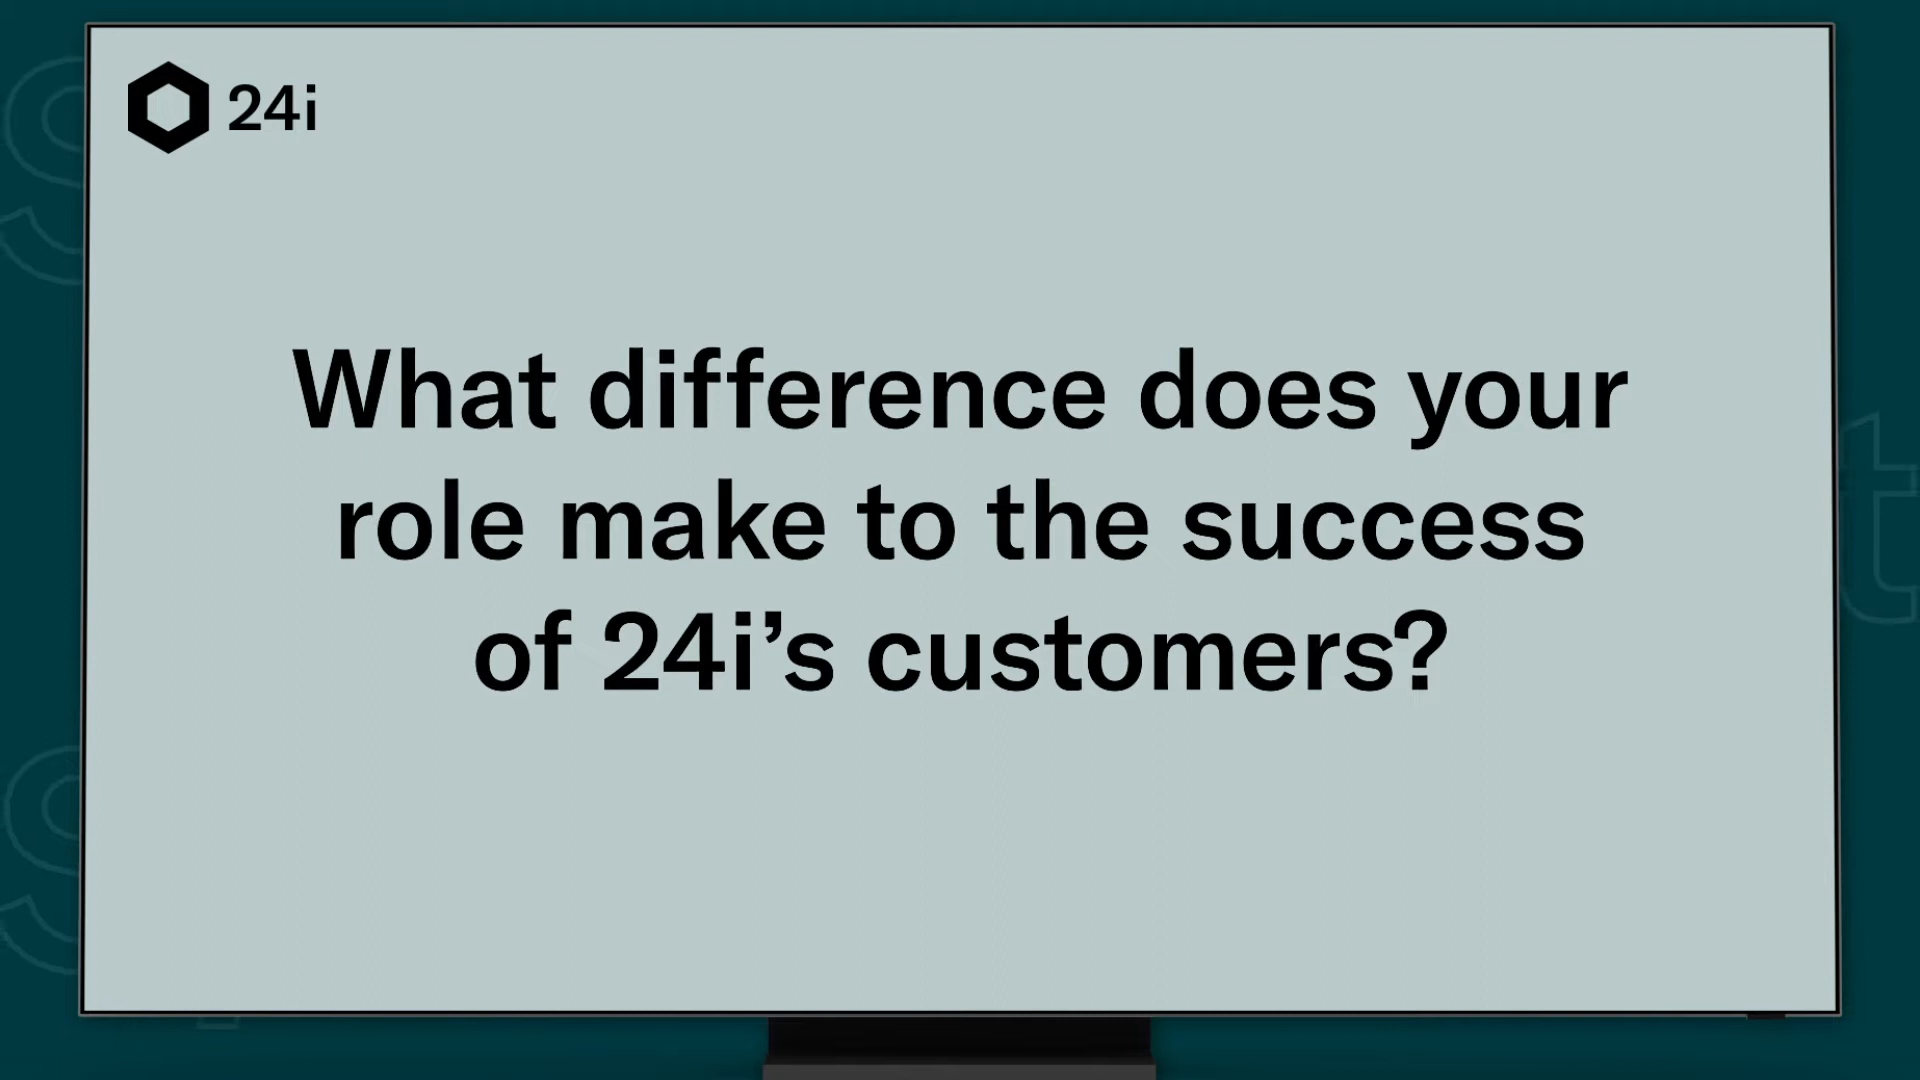 24i
What difference does your
role make to the success
of 24i’s customers?